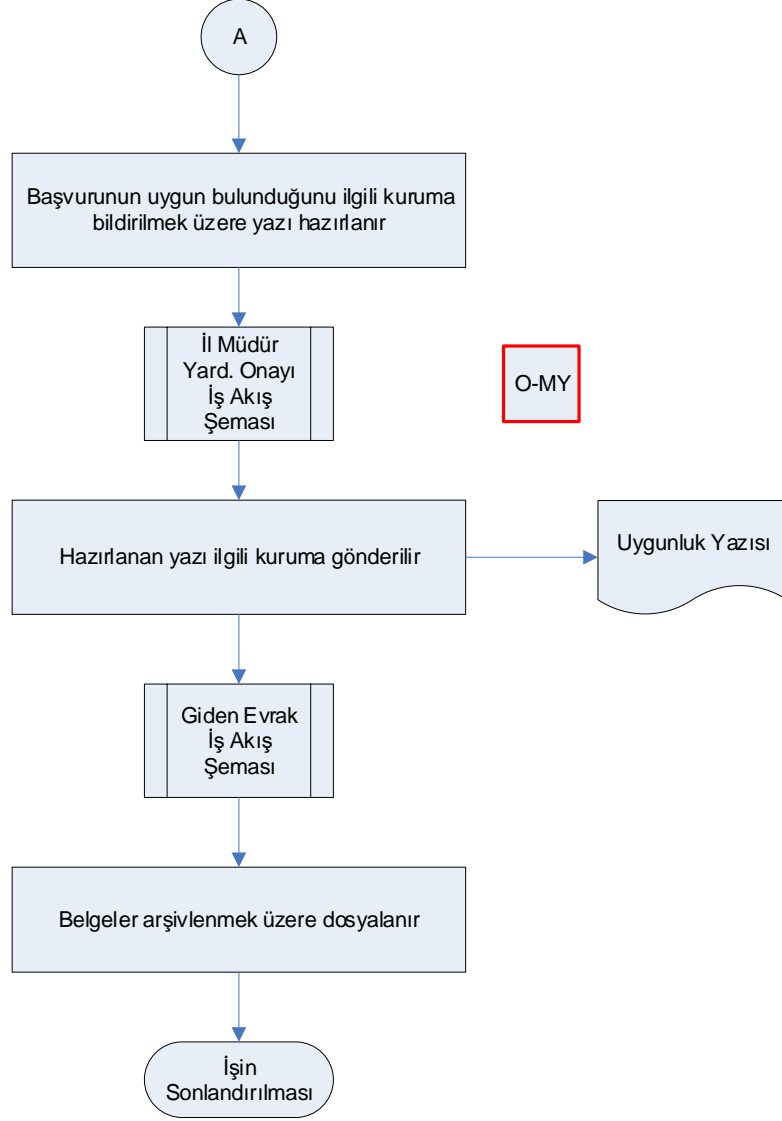 A
Başvurunun uygun bulunduğunu ilgili kuruma
bildirilmek üzere yazı hazırlanır
İl Müdür
Yard. Onayı
İş Akış
Şeması
O-MY
Hazırlanan yazı ilgili kuruma gönderilir
Uygunluk Yazısı
Giden Evrak
İş Akış
Şeması
Belgeler arşivlenmek üzere dosyalanır
İşin
Sonlandırılması